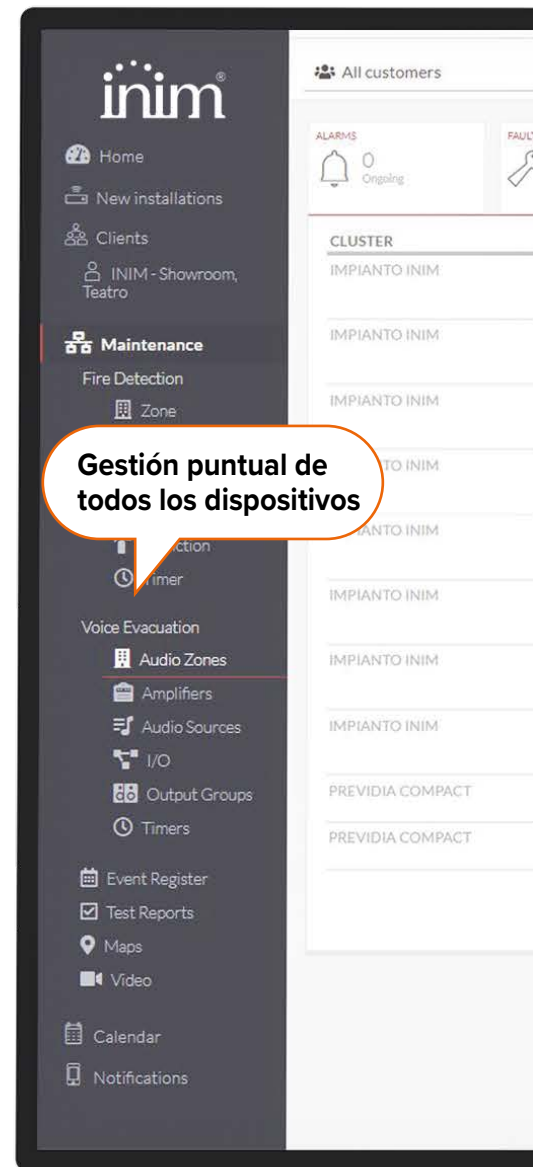 inim®
All customers
Home
ALARMS
0
Ongoing
New installations
Clients
CLUSTER
INIM - Showroom,
Teatro
IMPIANTO INIM
Maintenance
IMPIANTO INIM
Fire Detection
Zone
IMPIANTO INIM
Gestión puntual de
todos los dispositivos
IMPIANTO INIM
Voice Evacuation
Audio Zones
IMPIANTO INIM
Amplifiers
Audio Sources
IMPIANTO INIM
I/O
Output Groups
PREVIDIA COMPACT
Timers
PREVIDIA COMPACT
Event Register
Test Reports
Maps
Video
Calendar
Notifications